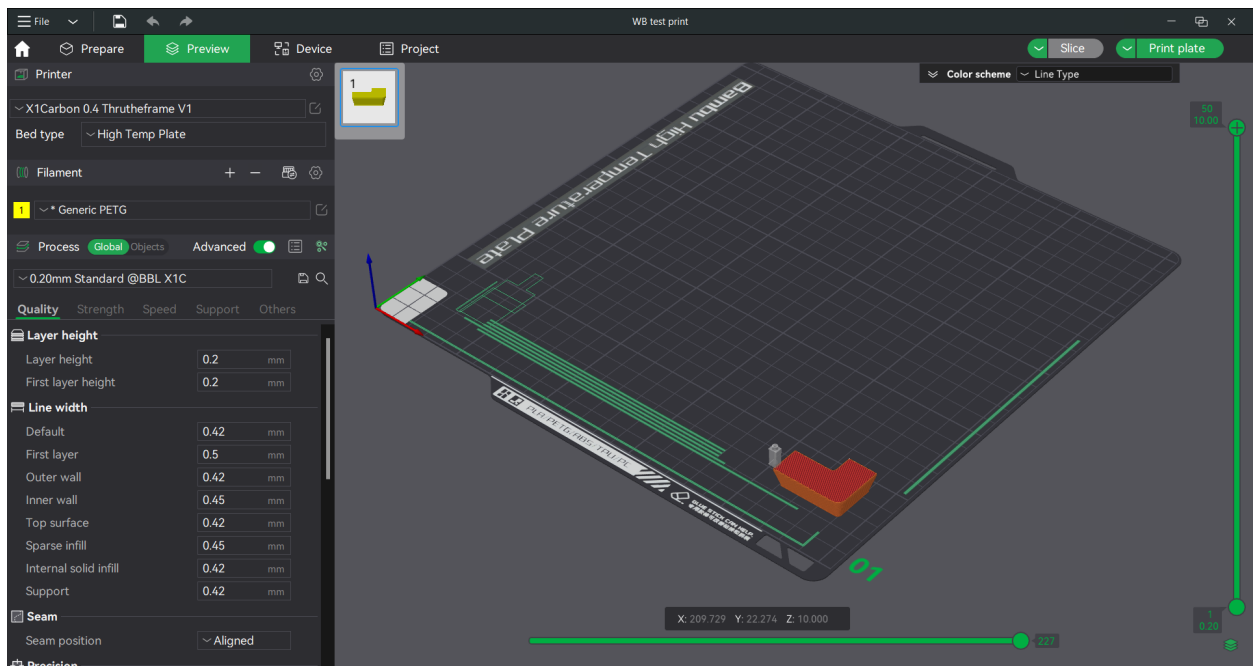 File
WB test print
Prepare
Preview
Device
Project
Slice
Print plate
Printer
X1Carbon 0.4 Thrutheframe V1
Bed type
High Temp Plate
Filament
1
* Generic PETG
Process
Global
Objects
Advanced
0.20mm Standard @BBL X1C
Quality
Strength
Speed
Support
Others
Layer height
Layer height 0.2 mm
First layer height 0.2 mm
Line width
Default 0.42 mm
First layer 0.5 mm
Outer wall 0.42 mm
Inner wall 0.45 mm
Top surface 0.42 mm
Sparse infill 0.45 mm
Internal solid infill 0.42 mm
Support 0.42 mm
Seam
Seam position Aligned
Precision
1
Color scheme Line Type
50
10.00
Bambu High Temperature Plate
PLA/PETG/ABS/TPU/PC
GLUE STICK CAN HELP.
01
X: 209.729 Y: 22.274 Z: 10.000
227
1
0.20